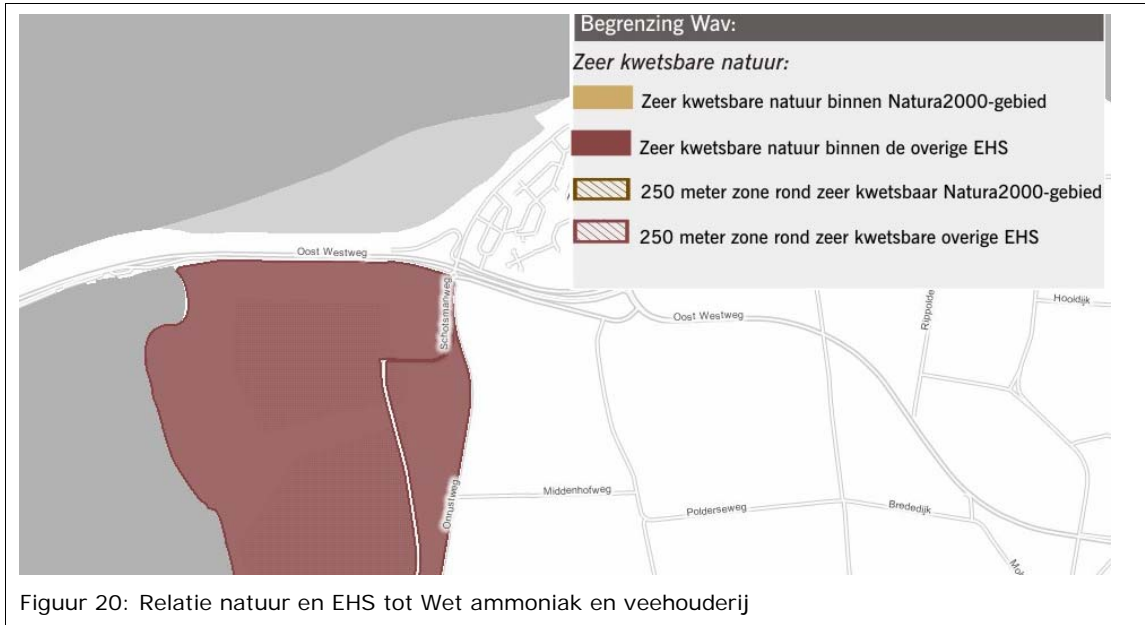 Begrenzing Wav:
Zeer kwetsbare natuur:
Zeer kwetsbare natuur binnen Natura2000-gebied
Zeer kwetsbare natuur binnen de overige EHS
250 meter zone rond zeer kwetsbaar Natura2000-gebied
250 meter zone rond zeer kwetsbare overige EHS
Oost Westweg
Schotsmanweg
Oost Westweg
Hooidijk
Middenhofweg
Onrustweg
Polderseweg
Brededijk
Figuur 20: Relatie natuur en EHS tot Wet ammoniak en veehouderij